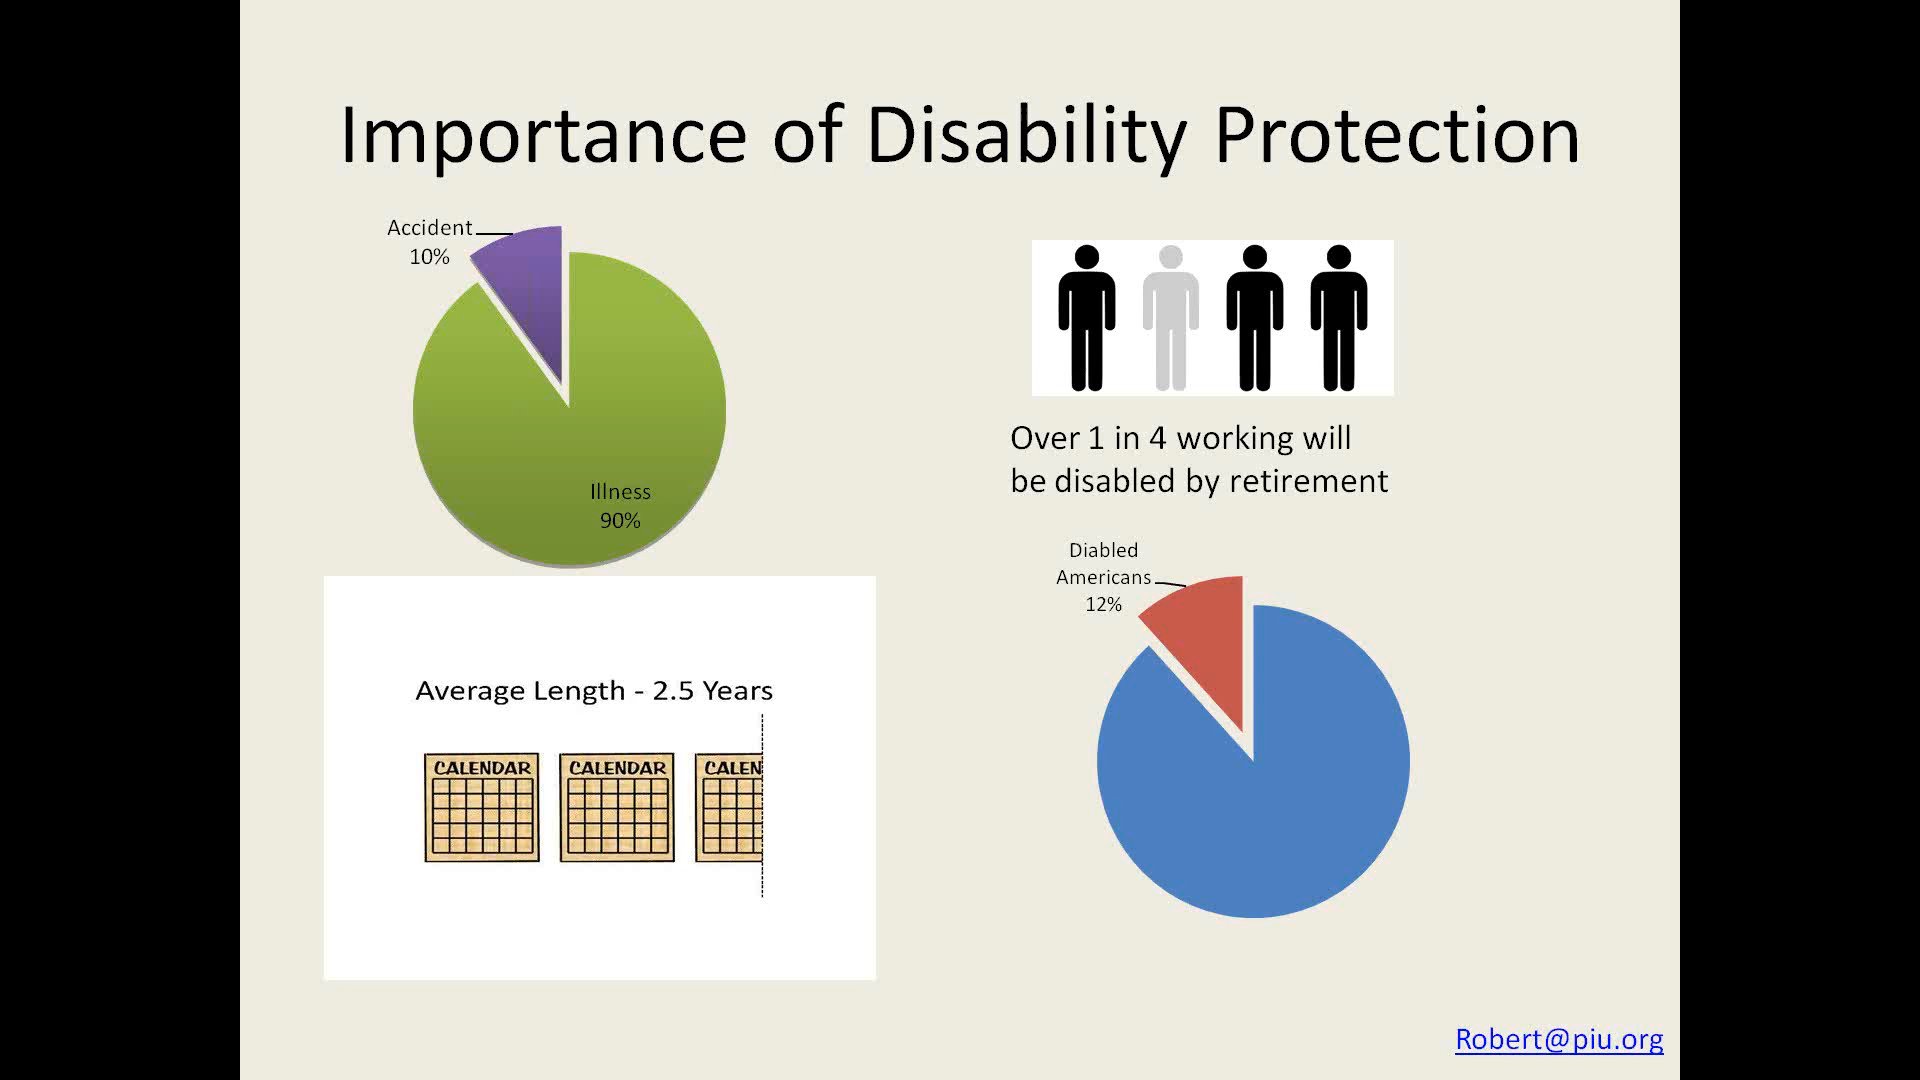 Importance of Disability Protection
Accident
10%
Illness
90%
Over 1 in 4 working will
be disabled by retirement
Diabled
Americans
12%
Average Length - 2.5 Years
CALENDAR CALENDAR CALEN
Robert@piu.org